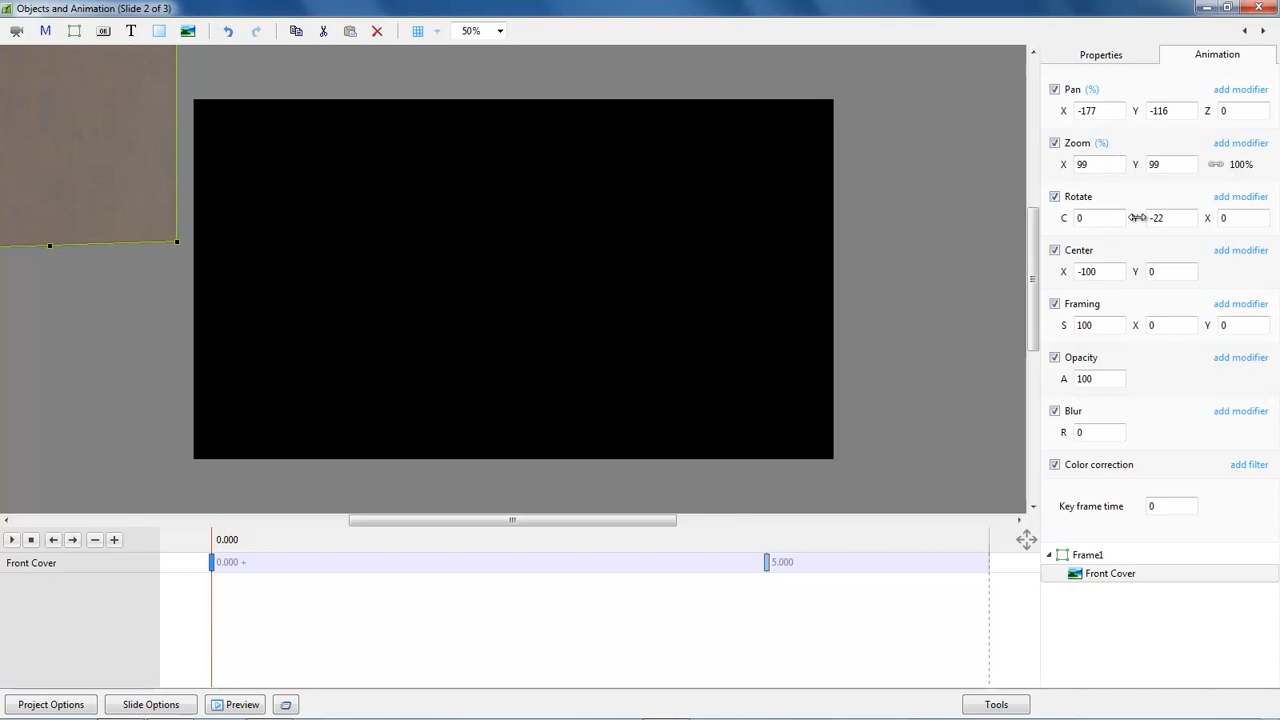 Objects and Animation (Slide 2 of 3)
M OK T 50%
Properties Animation
Pan (%) add modifier
X -177 Y -116 Z 0
Zoom (%) add modifier
X 99 Y 99 100%
Rotate add modifier
C 0 -22 X 0
Center add modifier
X -100 Y 0
Framing add modifier
S 100 X 0 Y 0
Opacity add modifier
A 100
Blur add modifier
R 0
Color correction add filter
Key frame time 0
0.000
Front Cover 0.000 + 5.000
Frame1
Front Cover
Project Options Slide Options Preview Tools